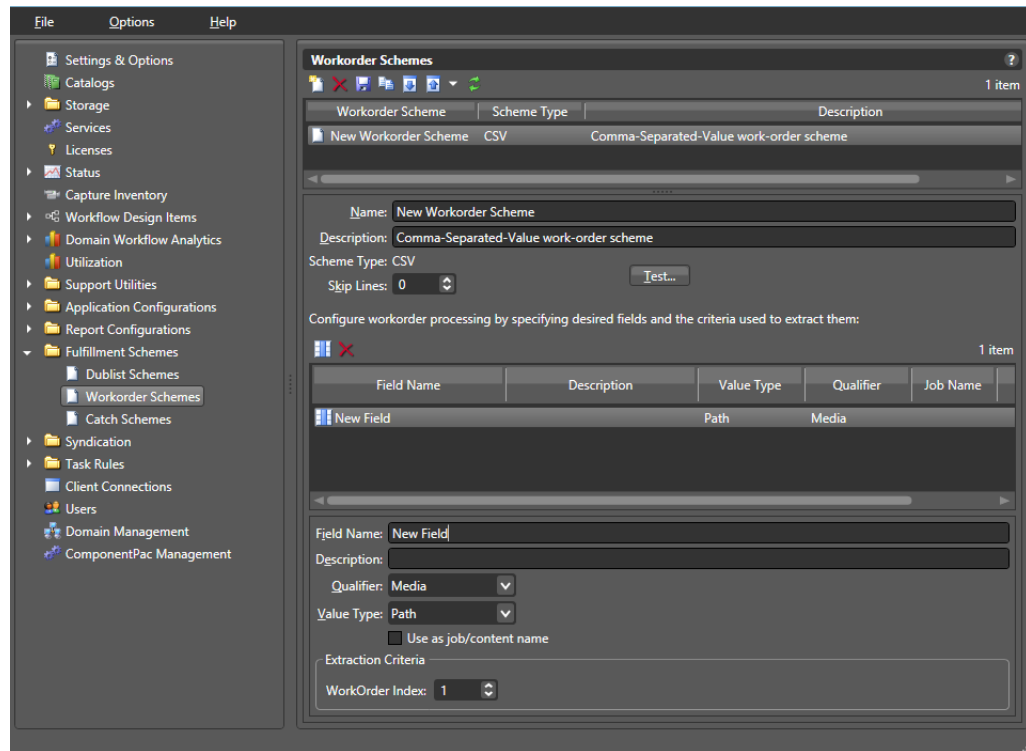 File Options Help
Settings & Options
Catalogs
Storage
Services
Licenses
Status
Capture Inventory
Workflow Design Items
Domain Workflow Analytics
Utilization
Support Utilities
Application Configurations
Report Configurations
Fulfillment Schemes
Dublist Schemes
Workorder Schemes
Catch Schemes
Syndication
Task Rules
Client Connections
Users
Domain Management
ComponentPac Management
Workorder Schemes ?
1 item
Workorder Scheme Scheme Type Description
New Workorder Scheme CSV Comma-Separated-Value work-order scheme
Name: New Workorder Scheme
Description: Comma-Separated-Value work-order scheme
Scheme Type: CSV
Skip Lines: 0 Test...
Configure workorder processing by specifying desired fields and the criteria used to extract them:
1 item
Field Name Description Value Type Qualifier Job Name
New Field Path Media
Field Name: New Field
Description:
Qualifier: Media
Value Type: Path
Use as job/content name
Extraction Criteria
WorkOrder Index: 1